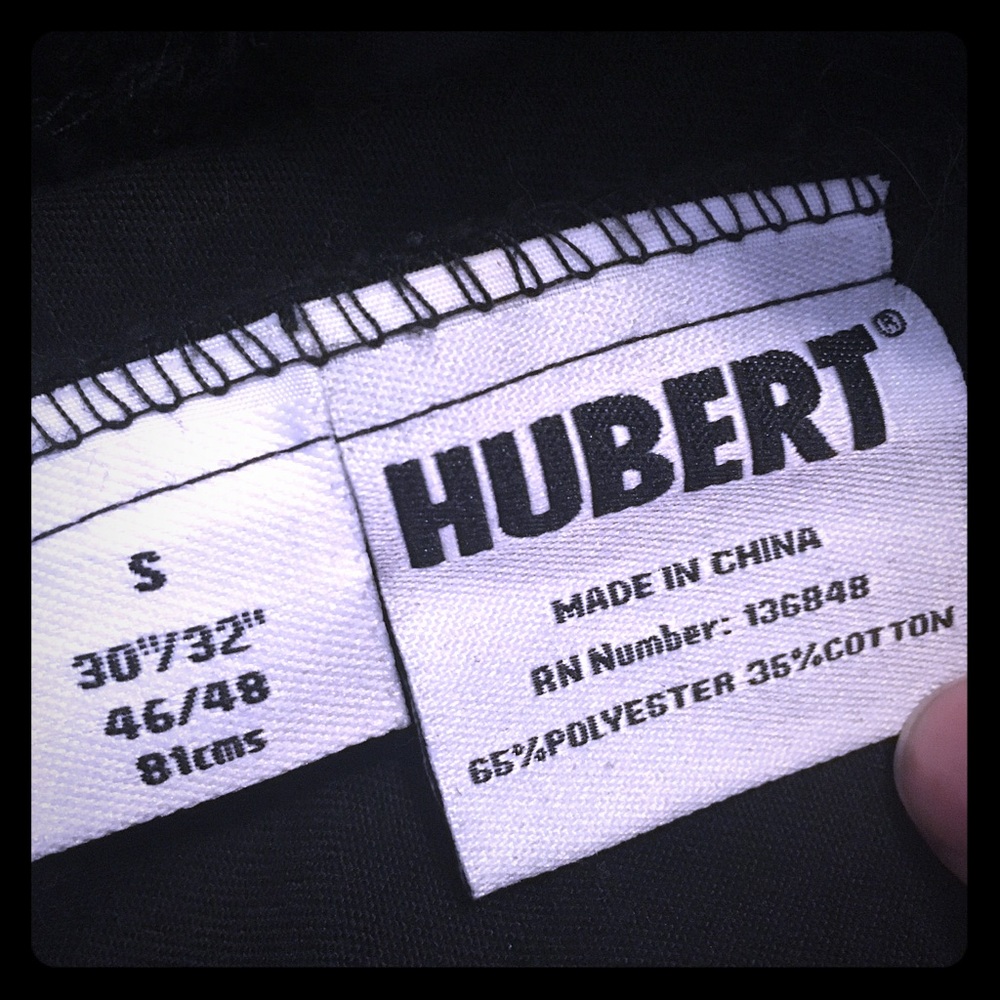 S
30"/32"
46/48
81cms
HUBERT®
MADE IN CHINA
RN Number: 136848
65%POLYESTER 35%COTTON